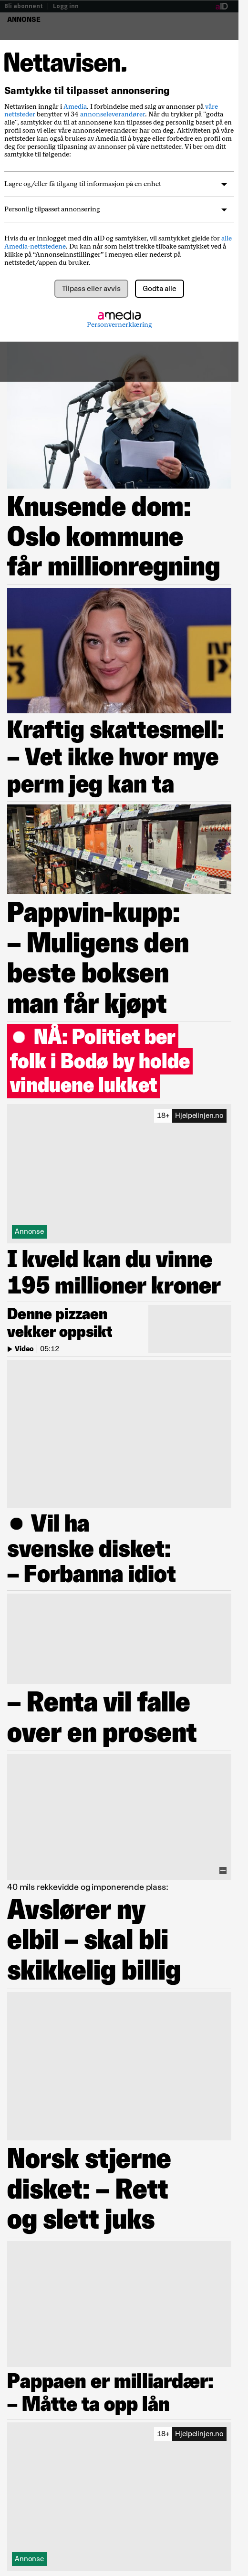 Bli abonnent | Logg inn
aID
ANNONSE
Nettavisen.
Samtykke til tilpasset annonsering
Nettavisen inngår i Amedia. I forbindelse med salg av annonser på våre
nettsteder benytter vi 34 annonseleverandører. Når du trykker på "godta
alle", samtykker du til at annonsene kan tilpasses deg personlig basert på en
profil som vi eller våre annonseleverandører har om deg. Aktiviteten på våre
nettsteder kan også brukes av Amedia til å bygge eller forbedre en profil om
deg for personlig tilpasning av annonser på våre nettsteder. Vi ber om ditt
samtykke til følgende:
Lagre og/eller få tilgang til informasjon på en enhet
Personlig tilpasset annonsering
Hvis du er innlogget med din aID og samtykker, vil samtykket gjelde for alle
Amedia-nettstedene. Du kan når som helst trekke tilbake samtykket ved å
klikke på “Annonseinnstillinger” i menyen eller nederst på
nettstedet/appen du bruker.
Tilpass eller avvis
Godta alle
amedia
Personvernerklæring
Knusende dom:
Oslo kommune
får millionregning
Kraftig skattesmell:
– Vet ikke hvor mye
perm jeg kan ta
Pappvin-kupp:
– Muligens den
beste boksen
man får kjøpt
● NÅ: Politiet ber
folk i Bodø by holde
vinduene lukket
18+ Hjelpelinjen.no
Annonse
I kveld kan du vinne
195 millioner kroner
Denne pizzaen
vekker oppsikt
Video | 05:12
● Vil ha
svenske disket:
– Forbanna idiot
– Renta vil falle
over en prosent
40 mils rekkevidde og imponerende plass:
Avslører ny
elbil – skal bli
skikkelig billig
Norsk stjerne
disket: – Rett
og slett juks
Pappaen er milliardær:
– Måtte ta opp lån
18+ Hjelpelinjen.no
Annonse